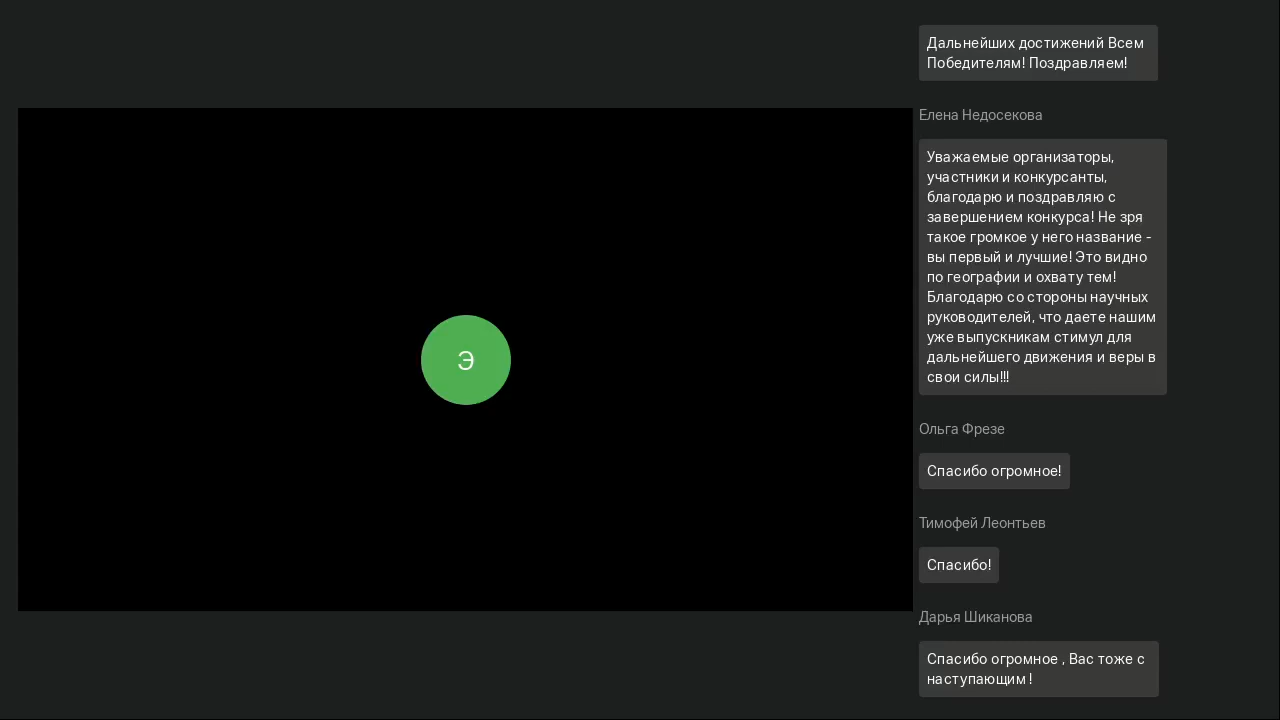 Э
Дальнейших достижений Всем
Победителям! Поздравляем!
Елена Недосекова
Уважаемые организаторы,
участники и конкурсанты,
благодарю и поздравляю с
завершением конкурса! Не зря
такое громкое у него название -
вы первый и лучшие! Это видно
по географии и охвату тем!
Благодарю со стороны научных
руководителей, что даете нашим
уже выпускникам стимул для
дальнейшего движения и веры в
свои силы!!!
Ольга Фрезе
Спасибо огромное!
Тимофей Леонтьев
Спасибо!
Дарья Шиканова
Спасибо огромное , Вас тоже с
наступающим !